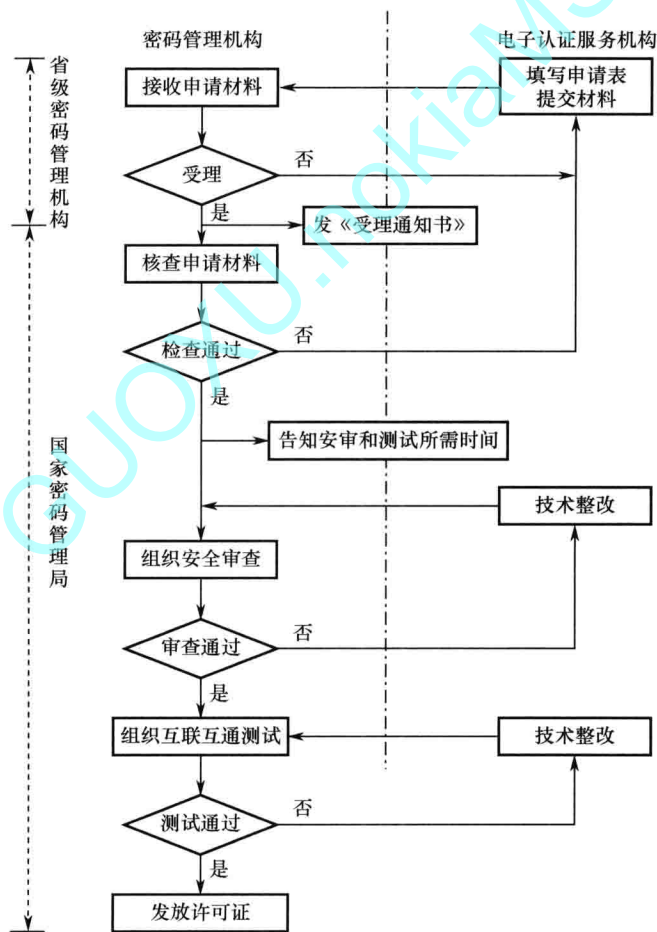 密码管理机构
电子认证服务机构
省级密码管理机构
接收申请材料
填写申请表
提交材料
受理
否
是
发《受理通知书》
核查申请材料
检查通过
否
是
国家密码管理局
告知安审和测试所需时间
技术整改
组织安全审查
审查通过
否
是
组织互联互通测试
技术整改
测试通过
否
是
发放许可证
GUOXU.nokiaMS